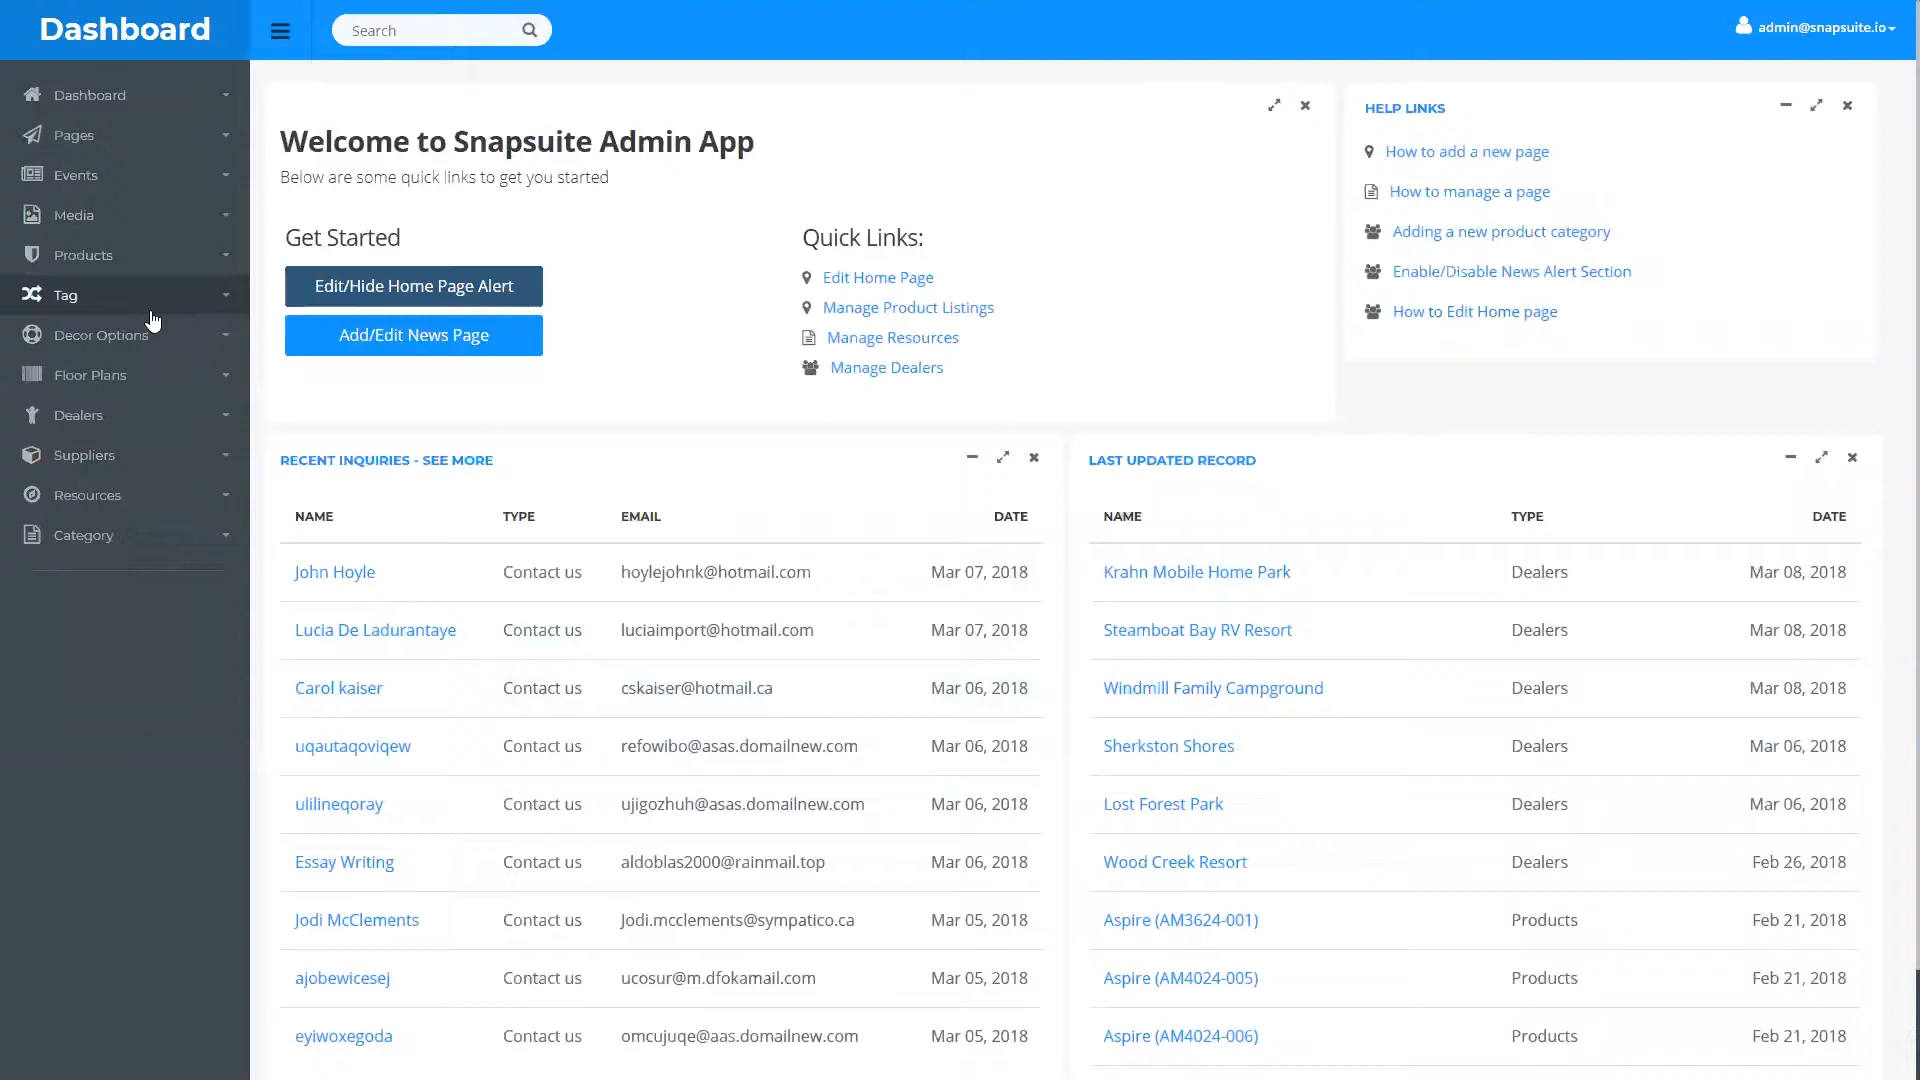 Dashboard
Search
admin@snapsuite.io
Dashboard
Pages
Events
Media
Products
Tag
Decor Options
Floor Plans
Dealers
Suppliers
Resources
Category
Welcome to Snapsuite Admin App
Below are some quick links to get you started
Get Started
Edit/Hide Home Page Alert
Add/Edit News Page
Quick Links:
Edit Home Page
Manage Product Listings
Manage Resources
Manage Dealers
HELP LINKS
How to add a new page
How to manage a page
Adding a new product category
Enable/Disable News Alert Section
How to Edit Home page
RECENT INQUIRIES - SEE MORE
NAME TYPE EMAIL DATE
John Hoyle Contact us hoylejohnk@hotmail.com Mar 07, 2018
Lucia De Ladurantaye Contact us luciaimport@hotmail.com Mar 07, 2018
Carol kaiser Contact us cskaiser@hotmail.ca Mar 06, 2018
uqautaqoviqew Contact us refowibo@asas.domailnew.com Mar 06, 2018
ulilineqoray Contact us ujigozhuh@asas.domailnew.com Mar 06, 2018
Essay Writing Contact us aldoblas2000@rainmail.top Mar 06, 2018
Jodi McClements Contact us Jodi.mcclements@sympatico.ca Mar 05, 2018
ajobewicesej Contact us ucosur@m.dfokamail.com Mar 05, 2018
eyiwoxegoda Contact us omcujuqe@aas.domailnew.com Mar 05, 2018
LAST UPDATED RECORD
NAME TYPE DATE
Krahn Mobile Home Park Dealers Mar 08, 2018
Steamboat Bay RV Resort Dealers Mar 08, 2018
Windmill Family Campground Dealers Mar 08, 2018
Sherkston Shores Dealers Mar 06, 2018
Lost Forest Park Dealers Mar 06, 2018
Wood Creek Resort Dealers Feb 26, 2018
Aspire (AM3624-001) Products Feb 21, 2018
Aspire (AM4024-005) Products Feb 21, 2018
Aspire (AM4024-006) Products Feb 21, 2018